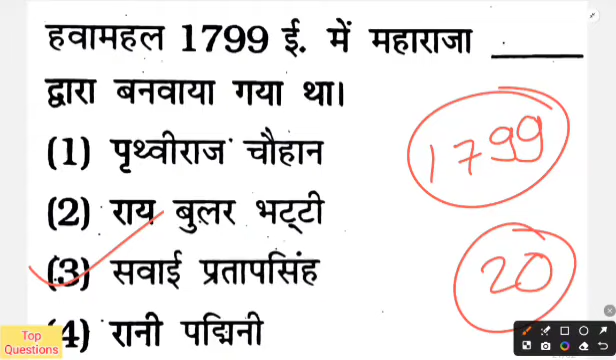 हवामहल 1799 ई. में महाराजा ______
द्वारा बनवाया गया था।
(1) पृथ्वीराज चौहान
1799
(2) राय बुलर भट्टी
(3) सवाई प्रतापसिंह
20
(4) रानी पद्मिनी
Top
Questions